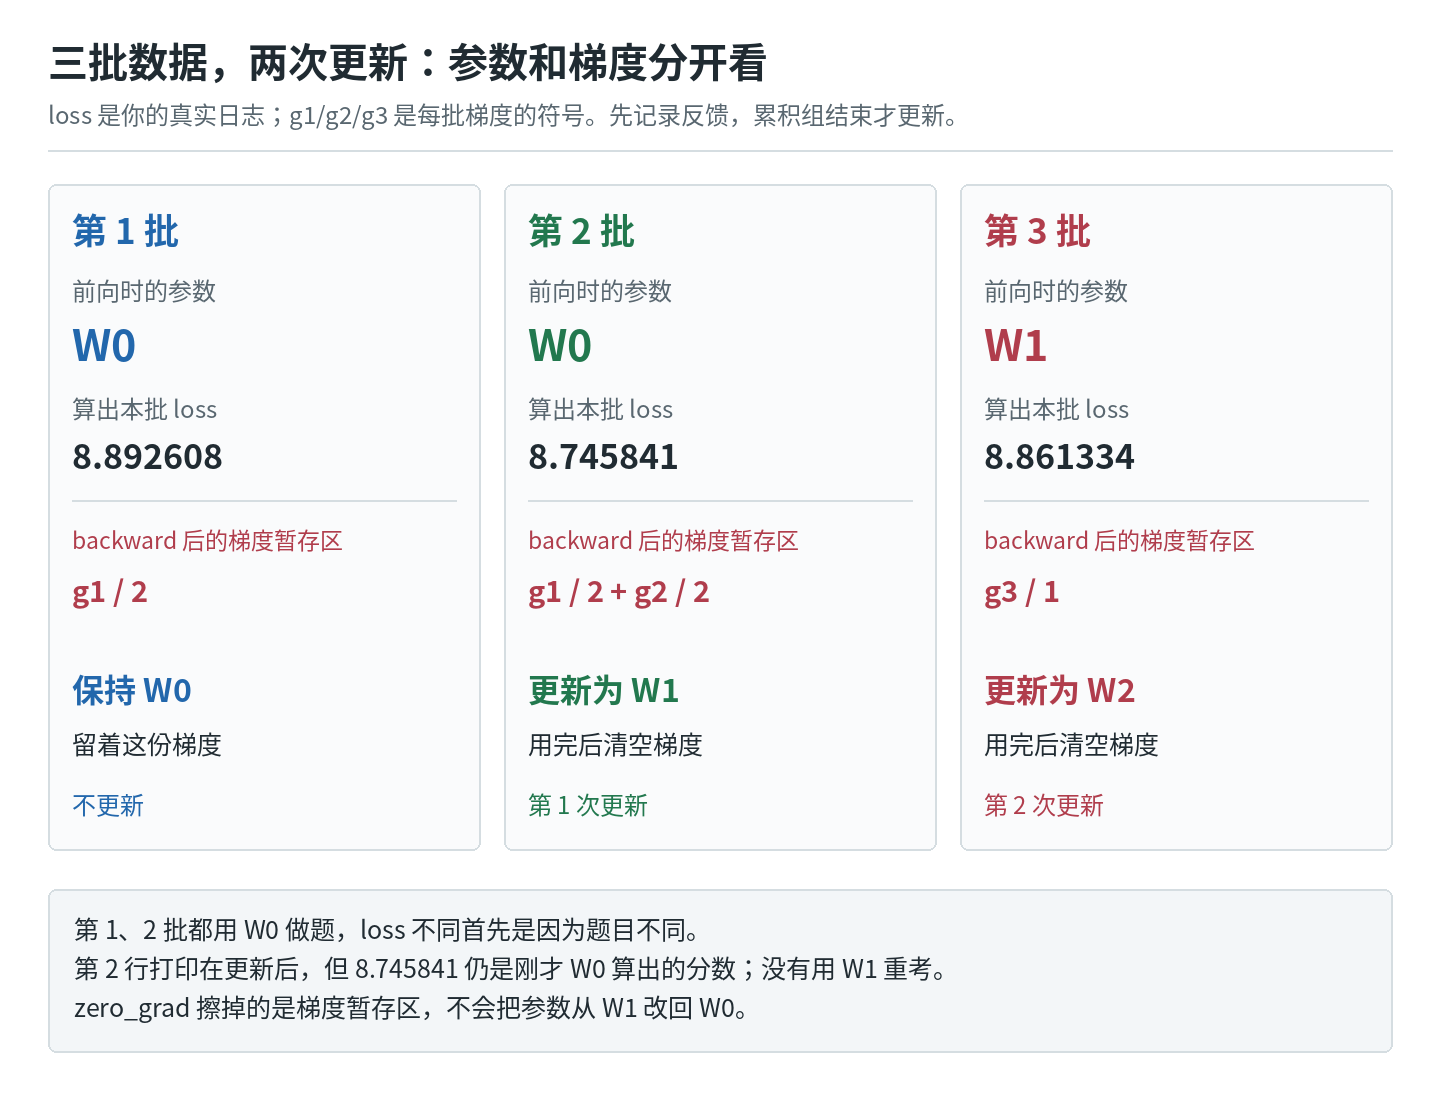 三批数据，两次更新：参数和梯度分开看
loss 是你的真实日志；g1/g2/g3 是每批梯度的符号。先记录反馈，累积组结束才更新。
第 1 批
前向时的参数
W0
算出本批 loss
8.892608
backward 后的梯度暂存区
g1 / 2
保持 W0
留着这份梯度
不更新
第 2 批
前向时的参数
W0
算出本批 loss
8.745841
backward 后的梯度暂存区
g1 / 2 + g2 / 2
更新为 W1
用完后清空梯度
第 1 次更新
第 3 批
前向时的参数
W1
算出本批 loss
8.861334
backward 后的梯度暂存区
g3 / 1
更新为 W2
用完后清空梯度
第 2 次更新
第 1、2 批都用 W0 做题，loss 不同首先是因为题目不同。
第 2 行打印在更新后，但 8.745841 仍是刚才 W0 算出的分数；没有用 W1 重考。
zero_grad 擦掉的是梯度暂存区，不会把参数从 W1 改回 W0。